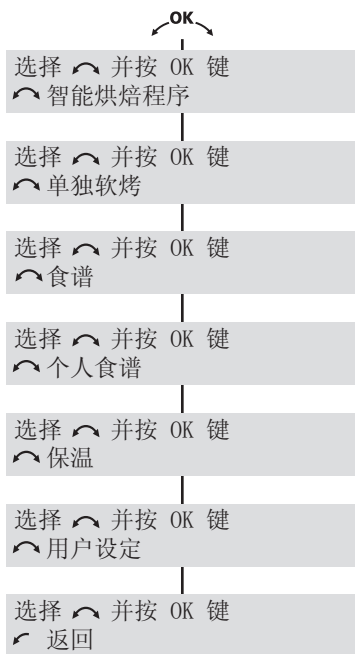 OK
选择 并按 OK 键
智能烘焙程序
选择 并按 OK 键
单独软烤
选择 并按 OK 键
食谱
选择 并按 OK 键
个人食谱
选择 并按 OK 键
保温
选择 并按 OK 键
用户设定
选择 并按 OK 键
返回